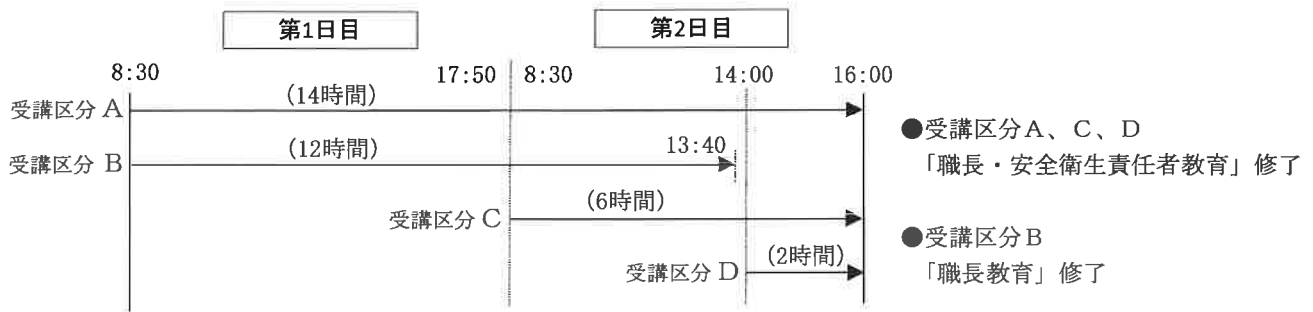 第1日目
第2日目
8:30
17:50
8:30
14:00
16:00
受講区分 A
(14時間)
受講区分 B
(12時間)
13:40
受講区分 C
(6時間)
受講区分 D
(2時間)
●受講区分A、C、D
「職長・安全衛生責任者教育」修了
●受講区分B
「職長教育」修了